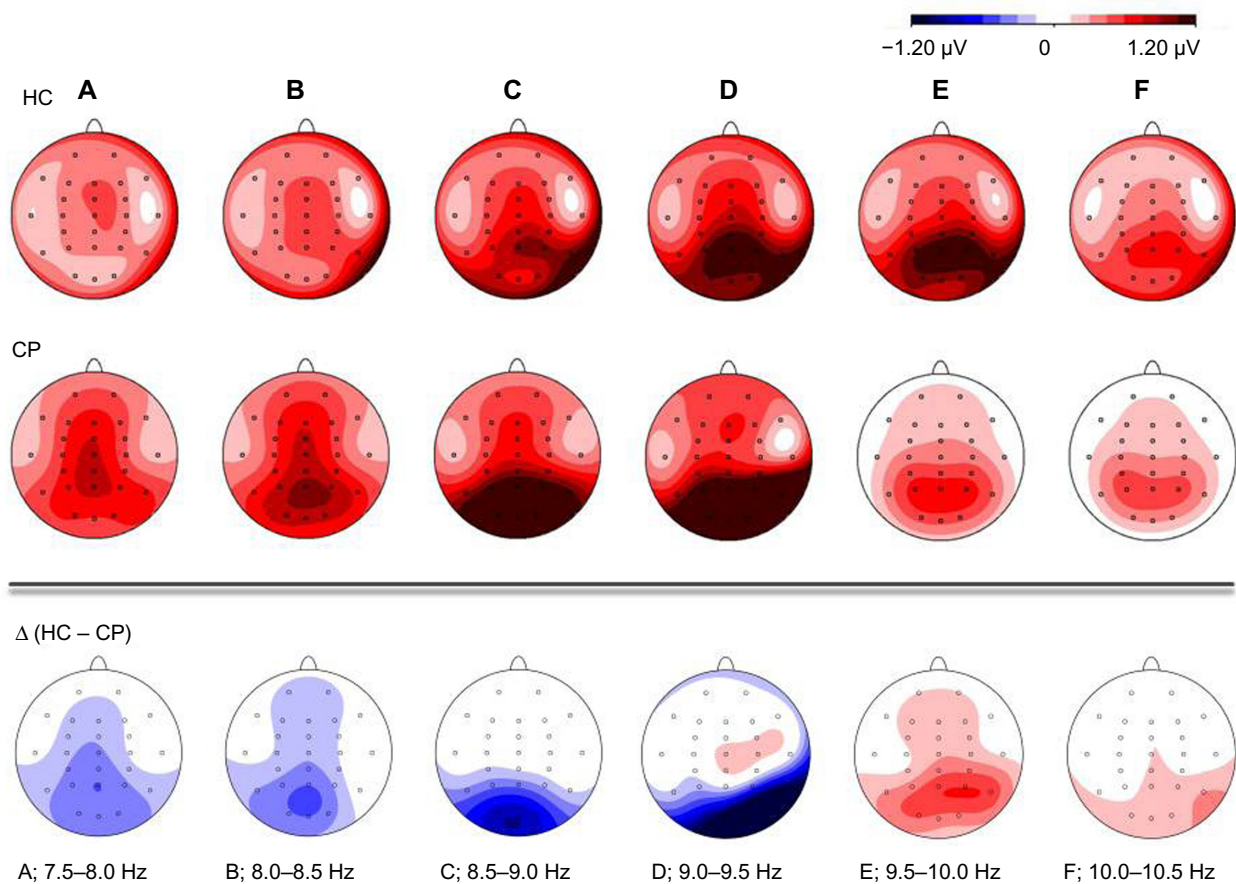 −1.20 µV 0 1.20 µV
HC A B C D E F
CP
Δ (HC – CP)
A; 7.5–8.0 Hz B; 8.0–8.5 Hz C; 8.5–9.0 Hz D; 9.0–9.5 Hz E; 9.5–10.0 Hz F; 10.0–10.5 Hz